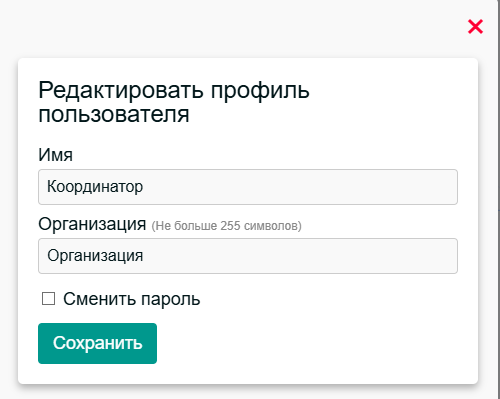 Редактировать профиль
пользователя
Имя
Координатор
Организация (Не больше 255 символов)
Организация
Сменить пароль
Сохранить